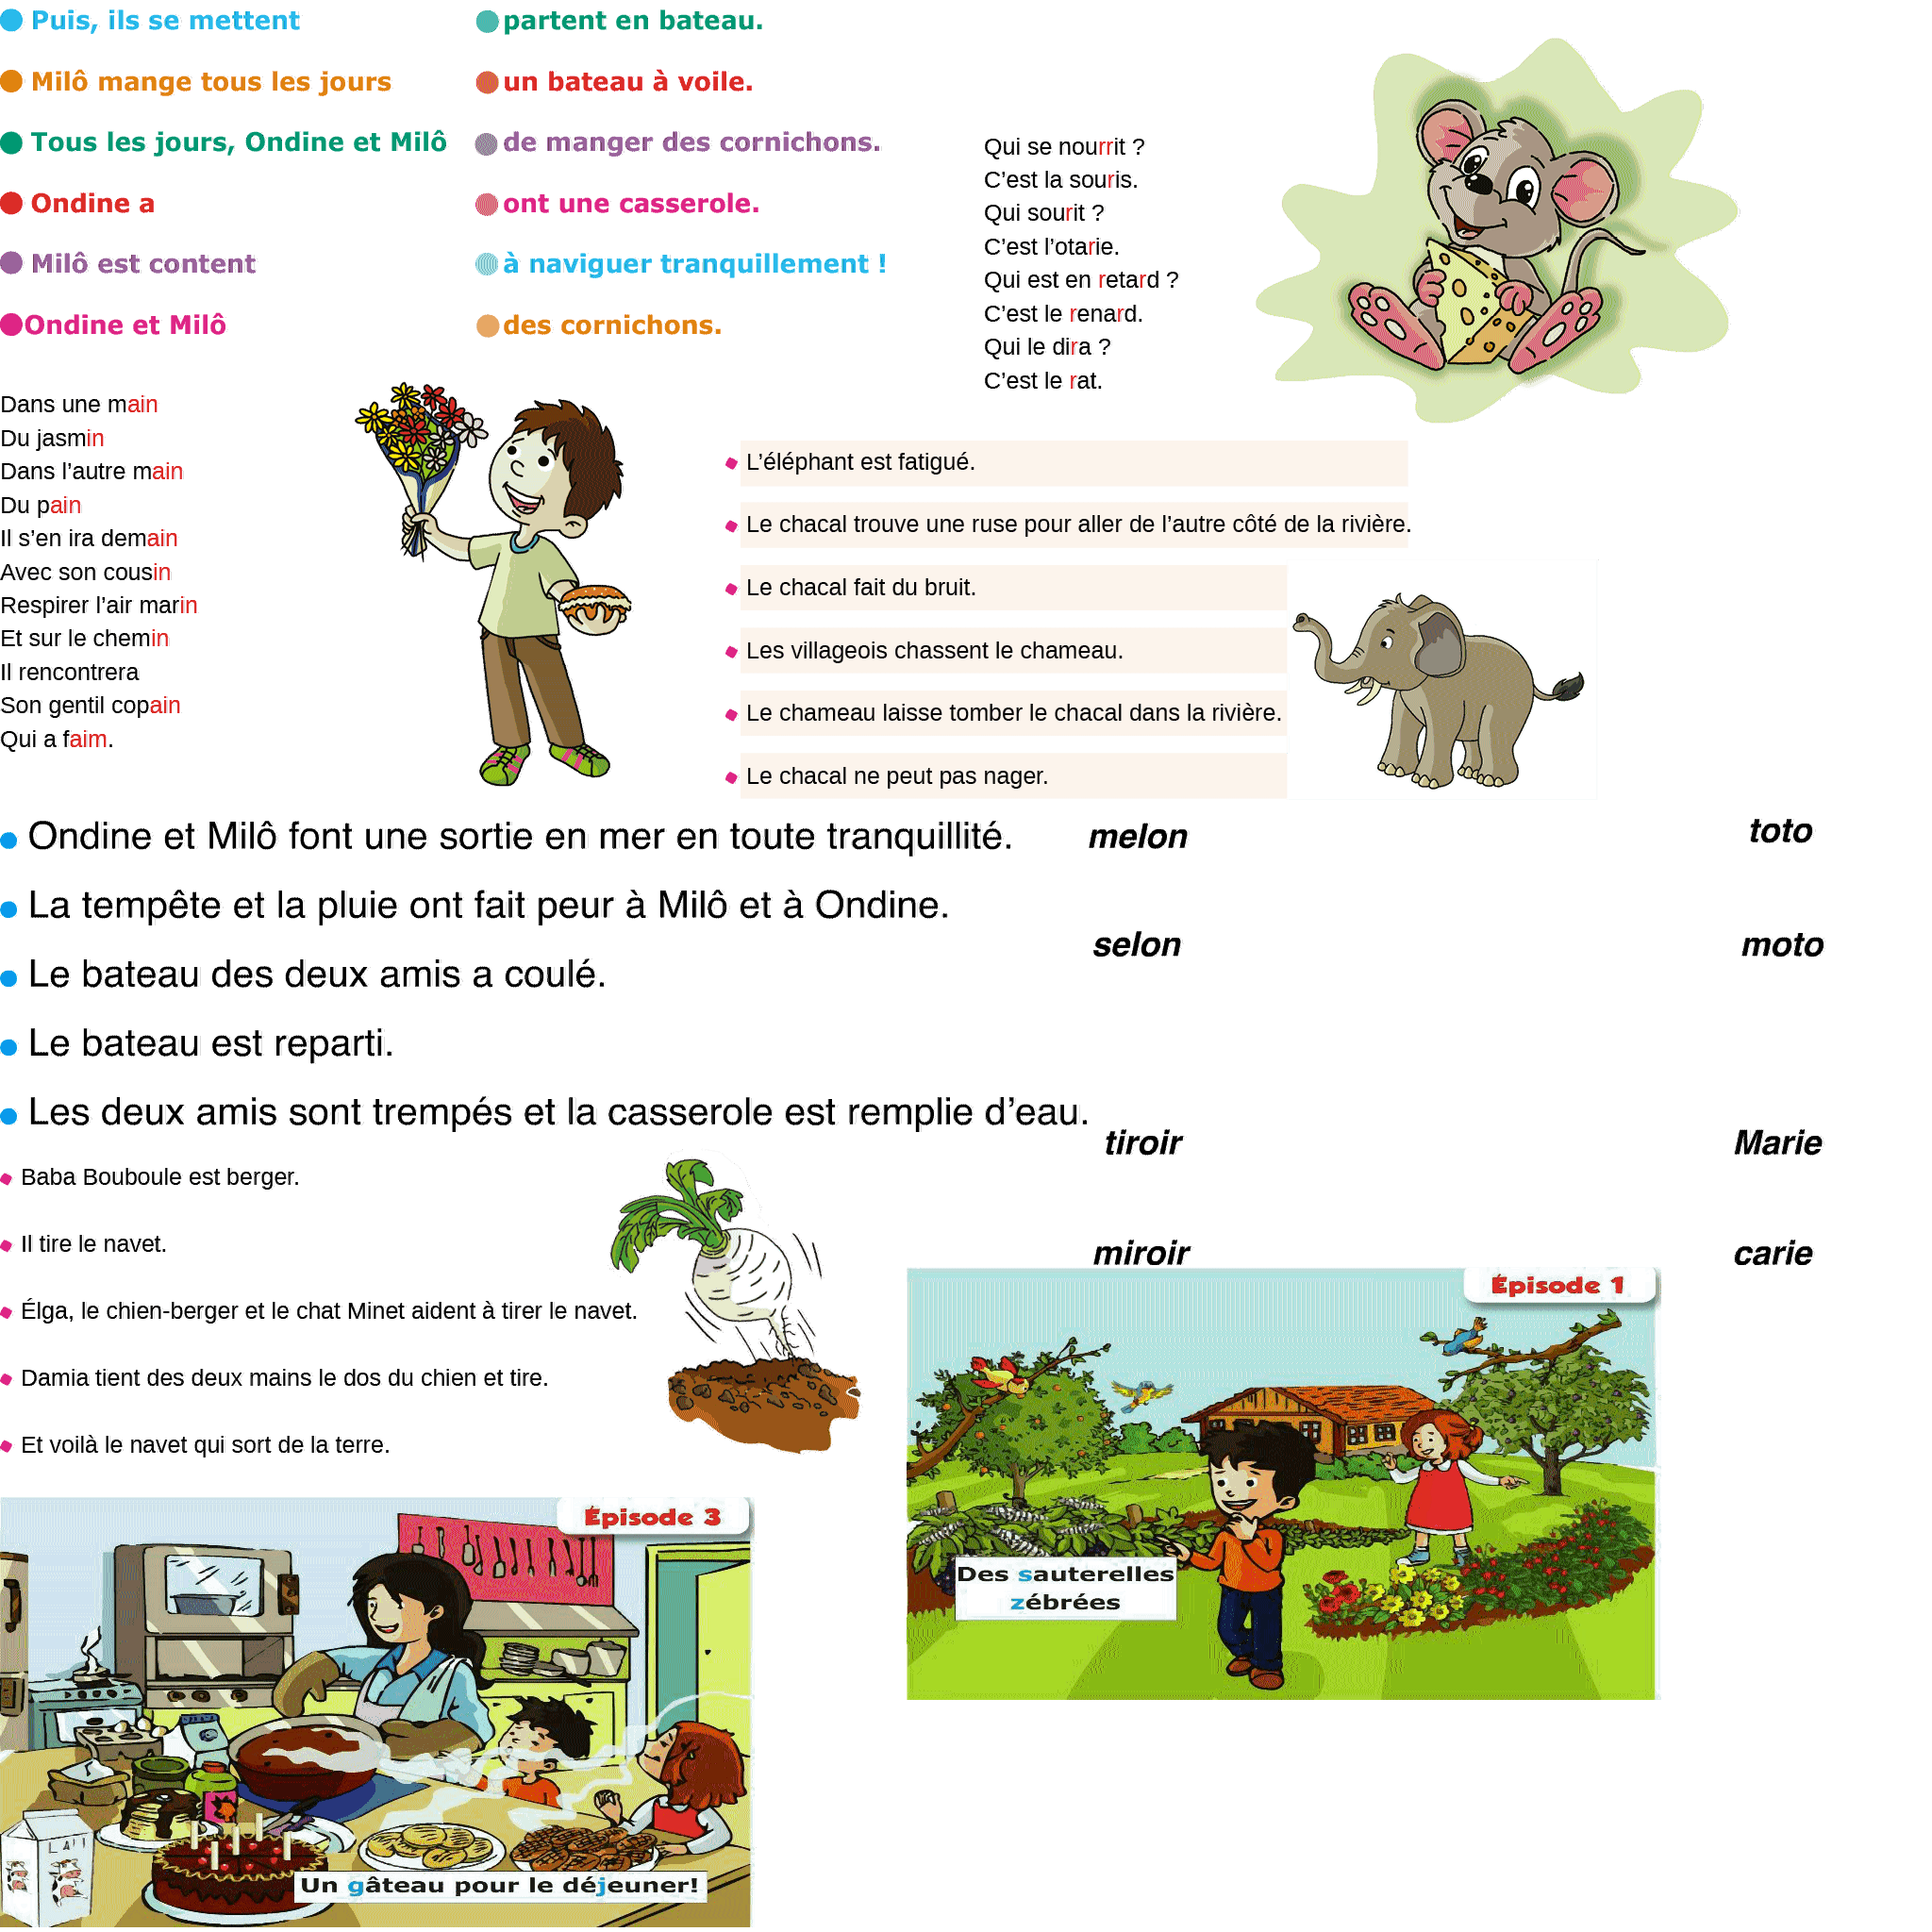 Puis, ils se mettent
Milô mange tous les jours
Tous les jours, Ondine et Milô
Ondine a
Milô est content
Ondine et Milô
partent en bateau.
un bateau à voile.
de manger des cornichons.
ont une casserole.
à naviguer tranquillement !
des cornichons.
Qui se nourrit ?
C’est la souris.
Qui sourit ?
C’est l’otarie.
Qui est en retard ?
C’est le renard.
Qui le dira ?
C’est le rat.
Dans une main
Du jasmin
Dans l’autre main
Du pain
Il s’en ira demain
Avec son cousin
Respirer l’air marin
Et sur le chemin
Il rencontrera
Son gentil copain
Qui a faim.
L’éléphant est fatigué.
Le chacal trouve une ruse pour aller de l’autre côté de la rivière.
Le chacal fait du bruit.
Les villageois chassent le chameau.
Le chameau laisse tomber le chacal dans la rivière.
Le chacal ne peut pas nager.
Ondine et Milô font une sortie en mer en toute tranquillité.
La tempête et la pluie ont fait peur à Milô et à Ondine.
Le bateau des deux amis a coulé.
Le bateau est reparti.
Les deux amis sont trempés et la casserole est remplie d’eau.
melon
toto
selon
moto
tiroir
Marie
miroir
carie
Baba Bouboule est berger.
Il tire le navet.
Élga, le chien-berger et le chat Minet aident à tirer le navet.
Damia tient des deux mains le dos du chien et tire.
Et voilà le navet qui sort de la terre.
Épisode 1
Des sauterelles
zébrées
Épisode 3
Un gâteau pour le déjeuner!